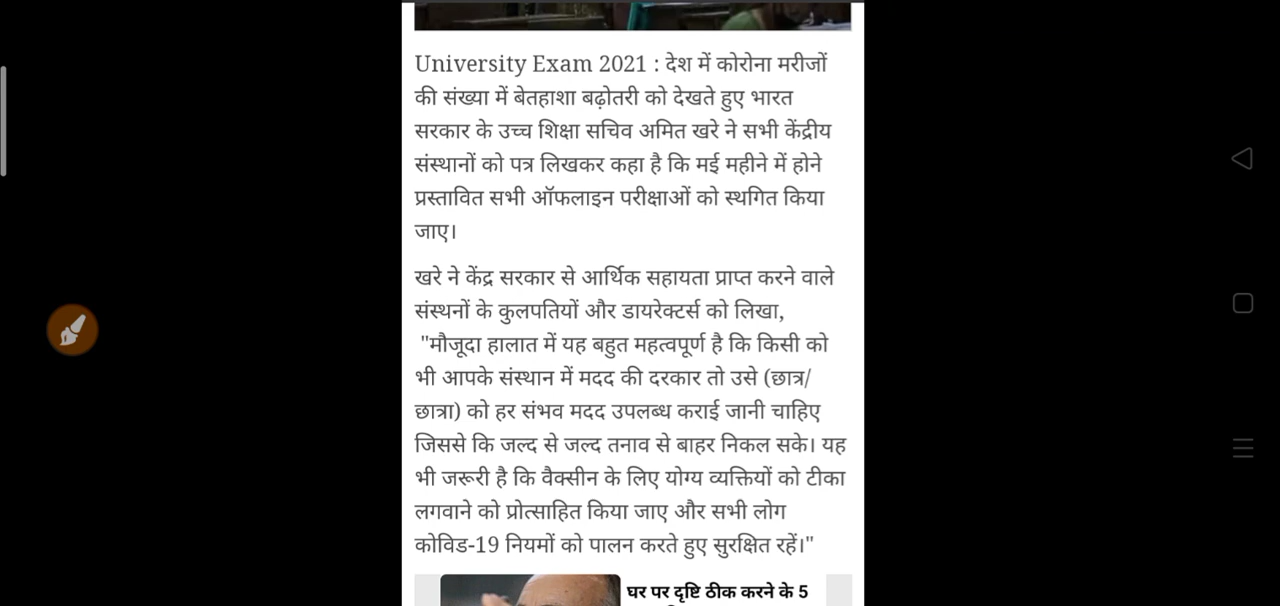 University Exam 2021 : देश में कोरोना मरीजों
की संख्या में बेतहाशा बढ़ोतरी को देखते हुए भारत
सरकार के उच्च शिक्षा सचिव अमित खरे ने सभी केंद्रीय
संस्थानों को पत्र लिखकर कहा है कि मई महीने में होने
प्रस्तावित सभी ऑफलाइन परीक्षाओं को स्थगित किया
जाए।
खरे ने केंद्र सरकार से आर्थिक सहायता प्राप्त करने वाले
संस्थनों के कुलपतियों और डायरेक्टर्स को लिखा,
"मौजूदा हालात में यह बहुत महत्वपूर्ण है कि किसी को
भी आपके संस्थान में मदद की दरकार तो उसे (छात्र/
छात्रा) को हर संभव मदद उपलब्ध कराई जानी चाहिए
जिससे कि जल्द से जल्द तनाव से बाहर निकल सके। यह
भी जरूरी है कि वैक्सीन के लिए योग्य व्यक्तियों को टीका
लगवाने को प्रोत्साहित किया जाए और सभी लोग
कोविड-19 नियमों को पालन करते हुए सुरक्षित रहें।"
घर पर दृष्टि ठीक करने के 5